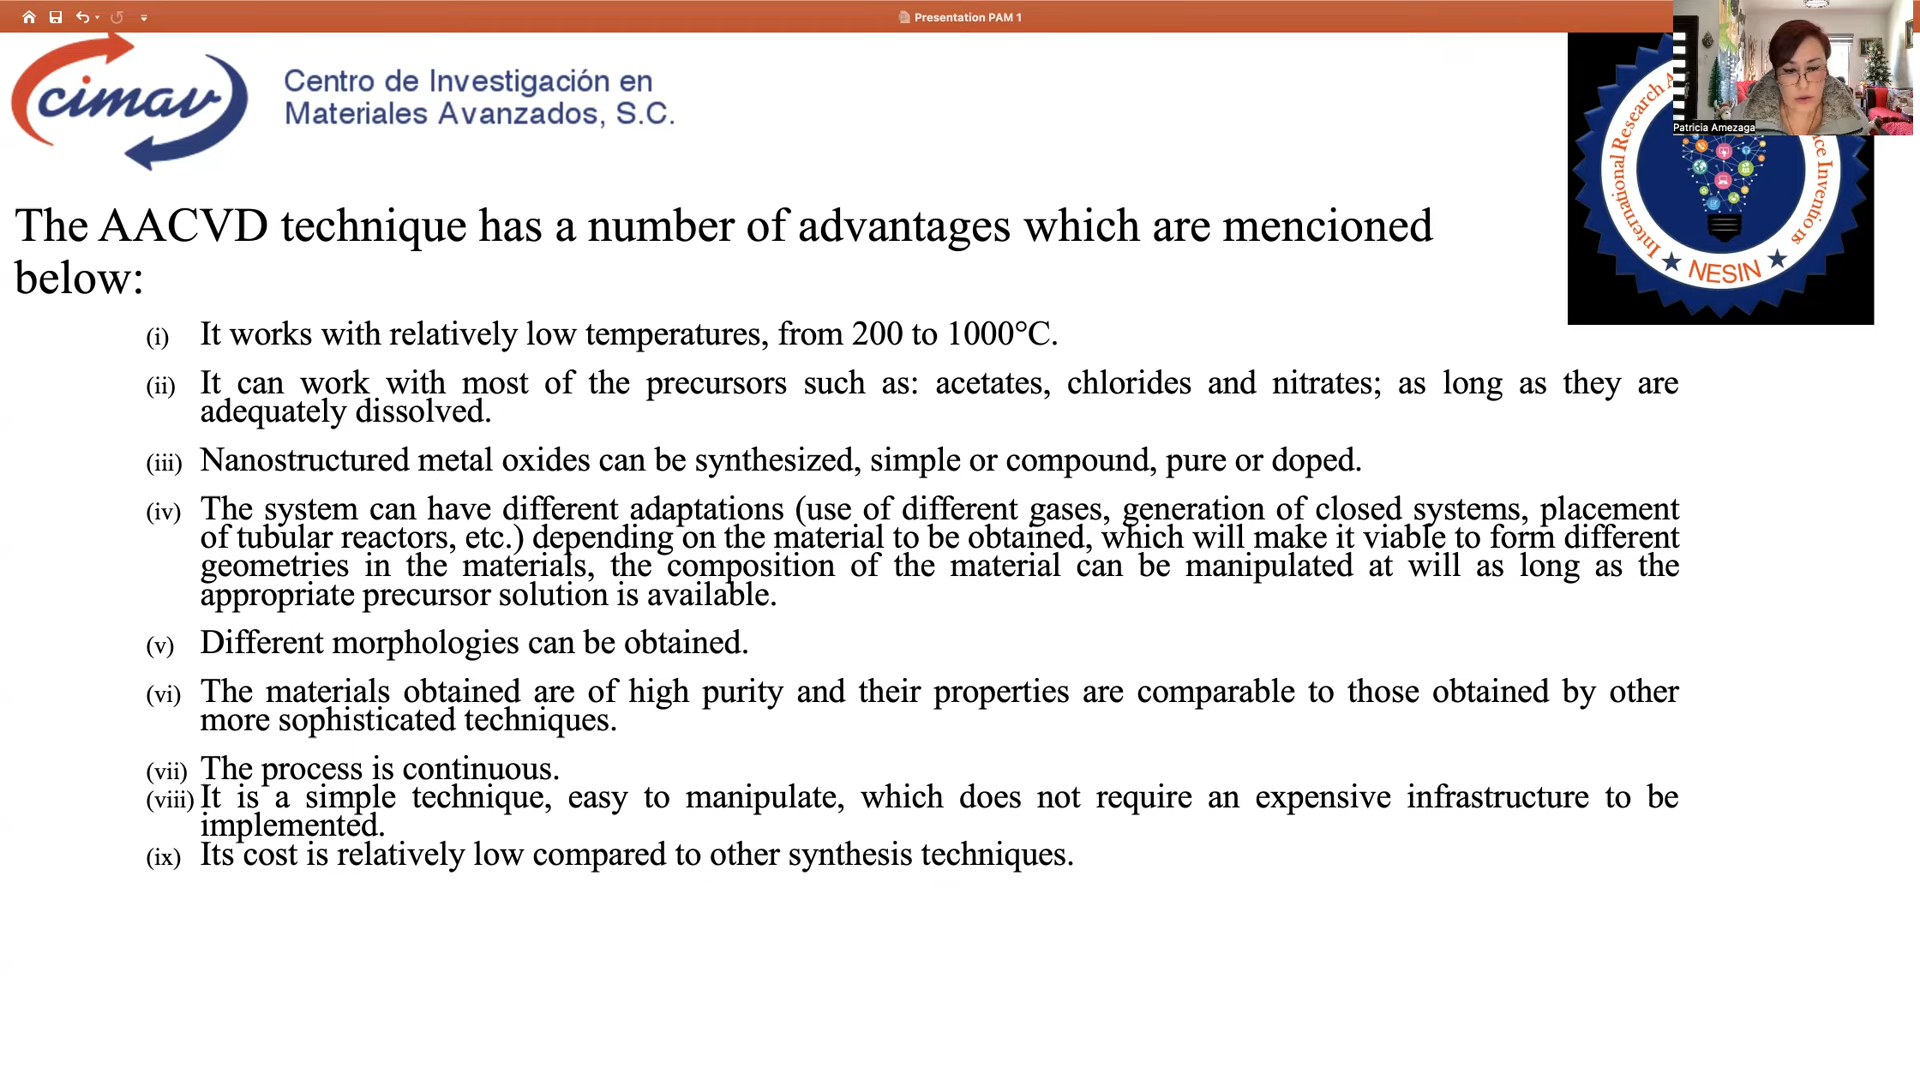 Presentation PAM 1
cimav
Centro de Investigación en
Materiales Avanzados, S.C.
Patricia Amezaga
International Research A
ce Inventions
NESIN
The AACVD technique has a number of advantages which are mencioned
below:
(i) It works with relatively low temperatures, from 200 to 1000°C.
(ii) It can work with most of the precursors such as: acetates, chlorides and nitrates; as long as they are
adequately dissolved.
(iii) Nanostructured metal oxides can be synthesized, simple or compound, pure or doped.
(iv) The system can have different adaptations (use of different gases, generation of closed systems, placement
of tubular reactors, etc.) depending on the material to be obtained, which will make it viable to form different
geometries in the materials, the composition of the material can be manipulated at will as long as the
appropriate precursor solution is available.
(v) Different morphologies can be obtained.
(vi) The materials obtained are of high purity and their properties are comparable to those obtained by other
more sophisticated techniques.
(vii) The process is continuous.
(viii) It is a simple technique, easy to manipulate, which does not require an expensive infrastructure to be
implemented.
(ix) Its cost is relatively low compared to other synthesis techniques.